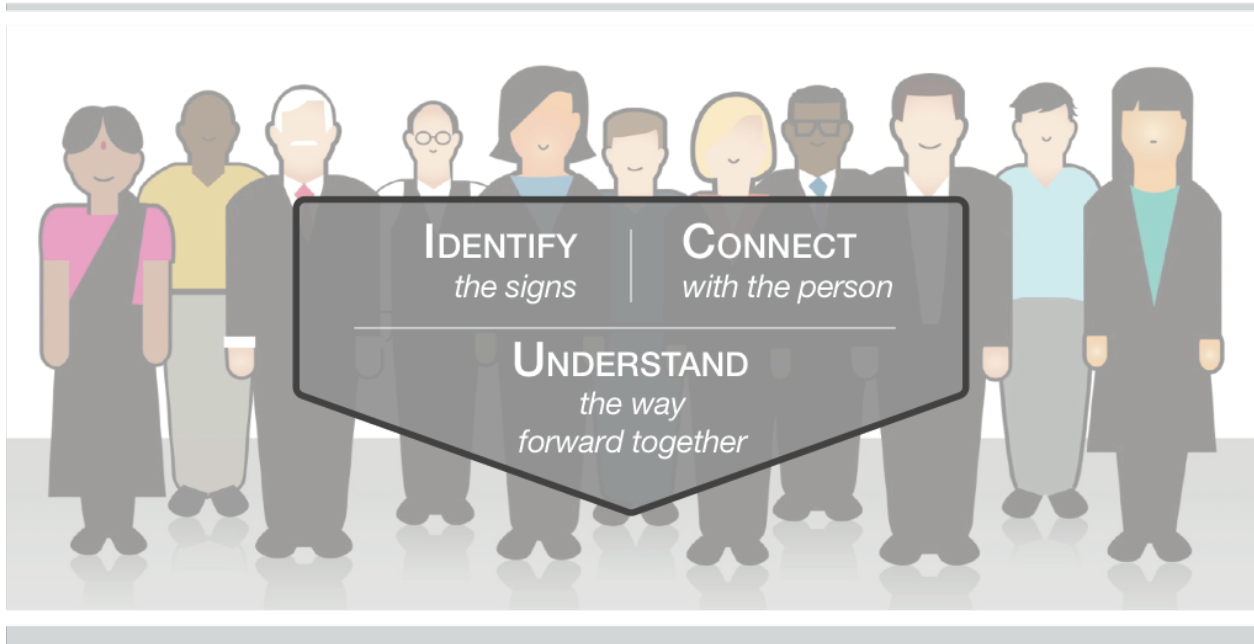 IDENTIFY
the signs
CONNECT
with the person
UNDERSTAND
the way
forward together